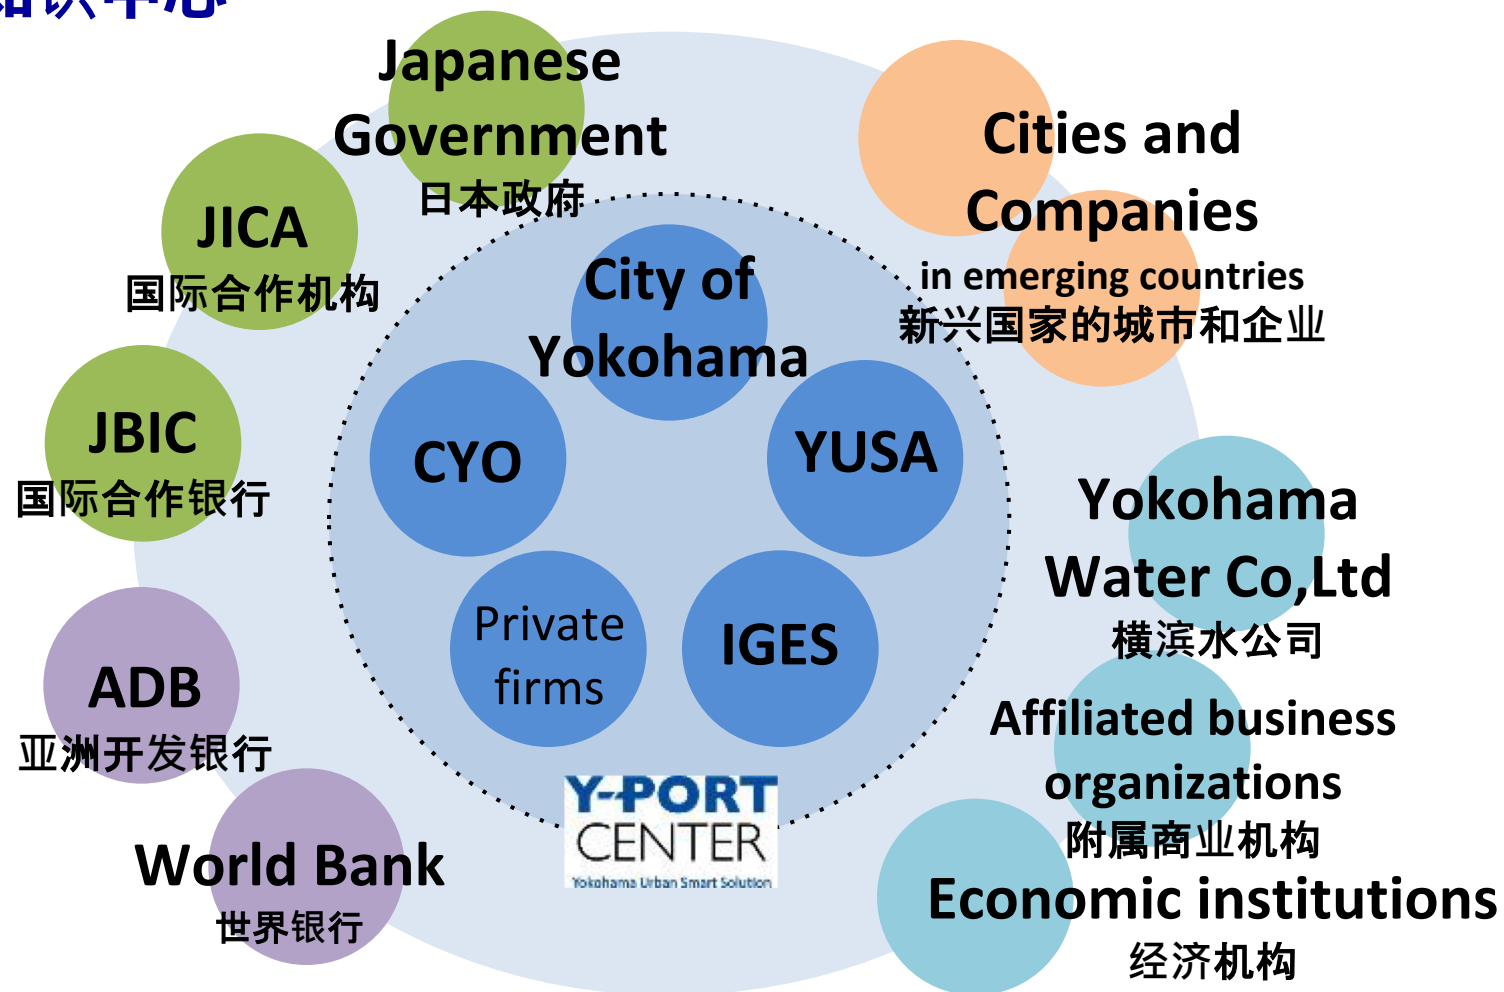 知识中心
Japanese
Government
日本政府
JICA
国际合作机构
JBIC
国际合作银行
ADB
亚洲开发银行
World Bank
世界银行
City of
Yokohama
CYO
YUSA
Private
firms
IGES
Y-PORT
CENTER
Yokohama Urban Smart Solution
Cities and
Companies
in emerging countries
新兴国家的城市和企业
Yokohama
Water Co,Ltd
横滨水公司
Affiliated business
organizations
附属商业机构
Economic institutions
经济机构